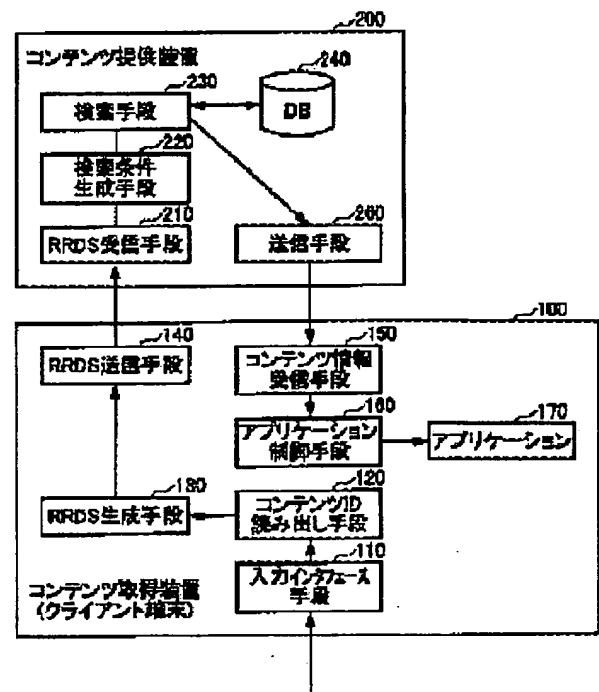 200
コンテンツ提供装置
230
検索手段
240
DB
220
検索条件
生成手段
210
RRDS受信手段
260
送信手段
100
140
RRDS送信手段
150
コンテンツ情報
受信手段
160
アプリケーション
制御手段
170
アプリケーション
120
コンテンツID
読み出し手段
130
RRDS生成手段
110
入力インタフェース
手段
コンテンツ取得装置
(クライアント端末)